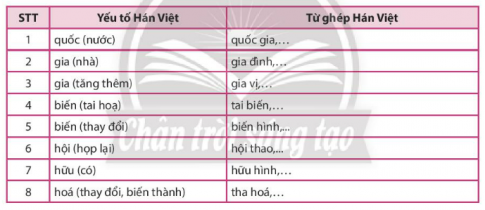 STT Yếu tố Hán Việt Từ ghép Hán Việt
1 quốc (nước) quốc gia,…
2 gia (nhà) gia đình,…
3 gia (tăng thêm) gia vị,…
4 biến (tai hoạ) tai biến,…
5 biến (thay đổi) biến hình,...
6 hội (họp lại) hội thao,...
7 hữu (có) hữu hình,…
8 hoá (thay đổi, biến thành) tha hoá,…
Chân trời sáng tạo